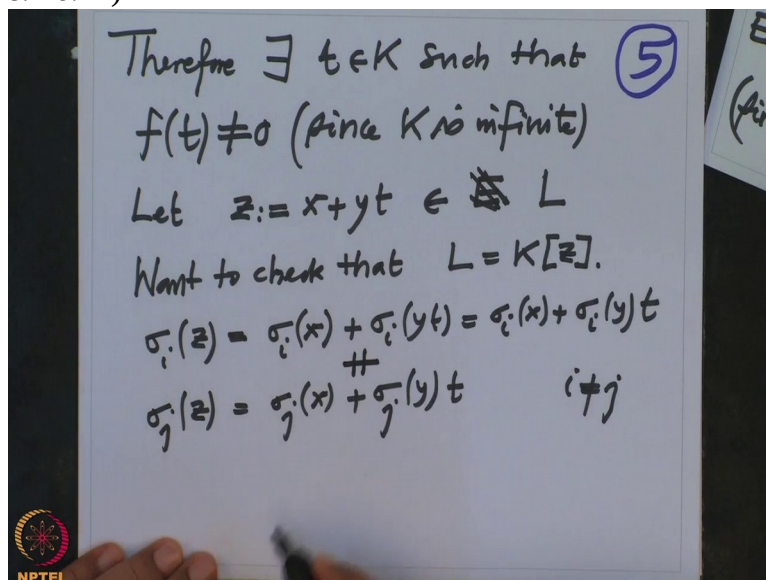 Therefore ∃ t ∈ K such that
5
f(t) ≠ 0 (since K is infinite)
Let z := x + yt ∈ L
Want to check that L = K[z].
σᵢ(z) = σᵢ(x) + σᵢ(yt) = σᵢ(x) + σᵢ(y) t
≠
σⱼ(z) = σⱼ(x) + σⱼ(y) t i ≠ j
NPTEL